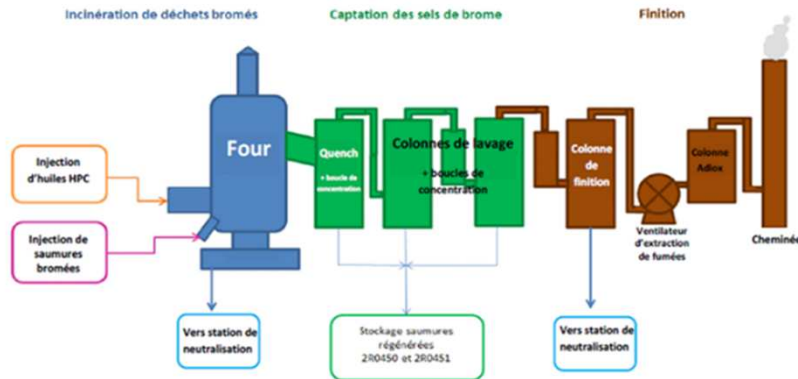 Incinération de déchets bromés
Captation des sels de brome
Finition
Injection
d'huiles HPC
Injection de
saumures
bromées
Four
Quench
+ boucle de
concentration
Colonnes de lavage
+ boucles de
concentration
Colonne
de
finition
Ventilateur
d'extraction
de fumées
Colonne
Adiox
Cheminée
Vers station de
neutralisation
Stockage saumures
régénérées
2R0450 et 2R0451
Vers station de
neutralisation